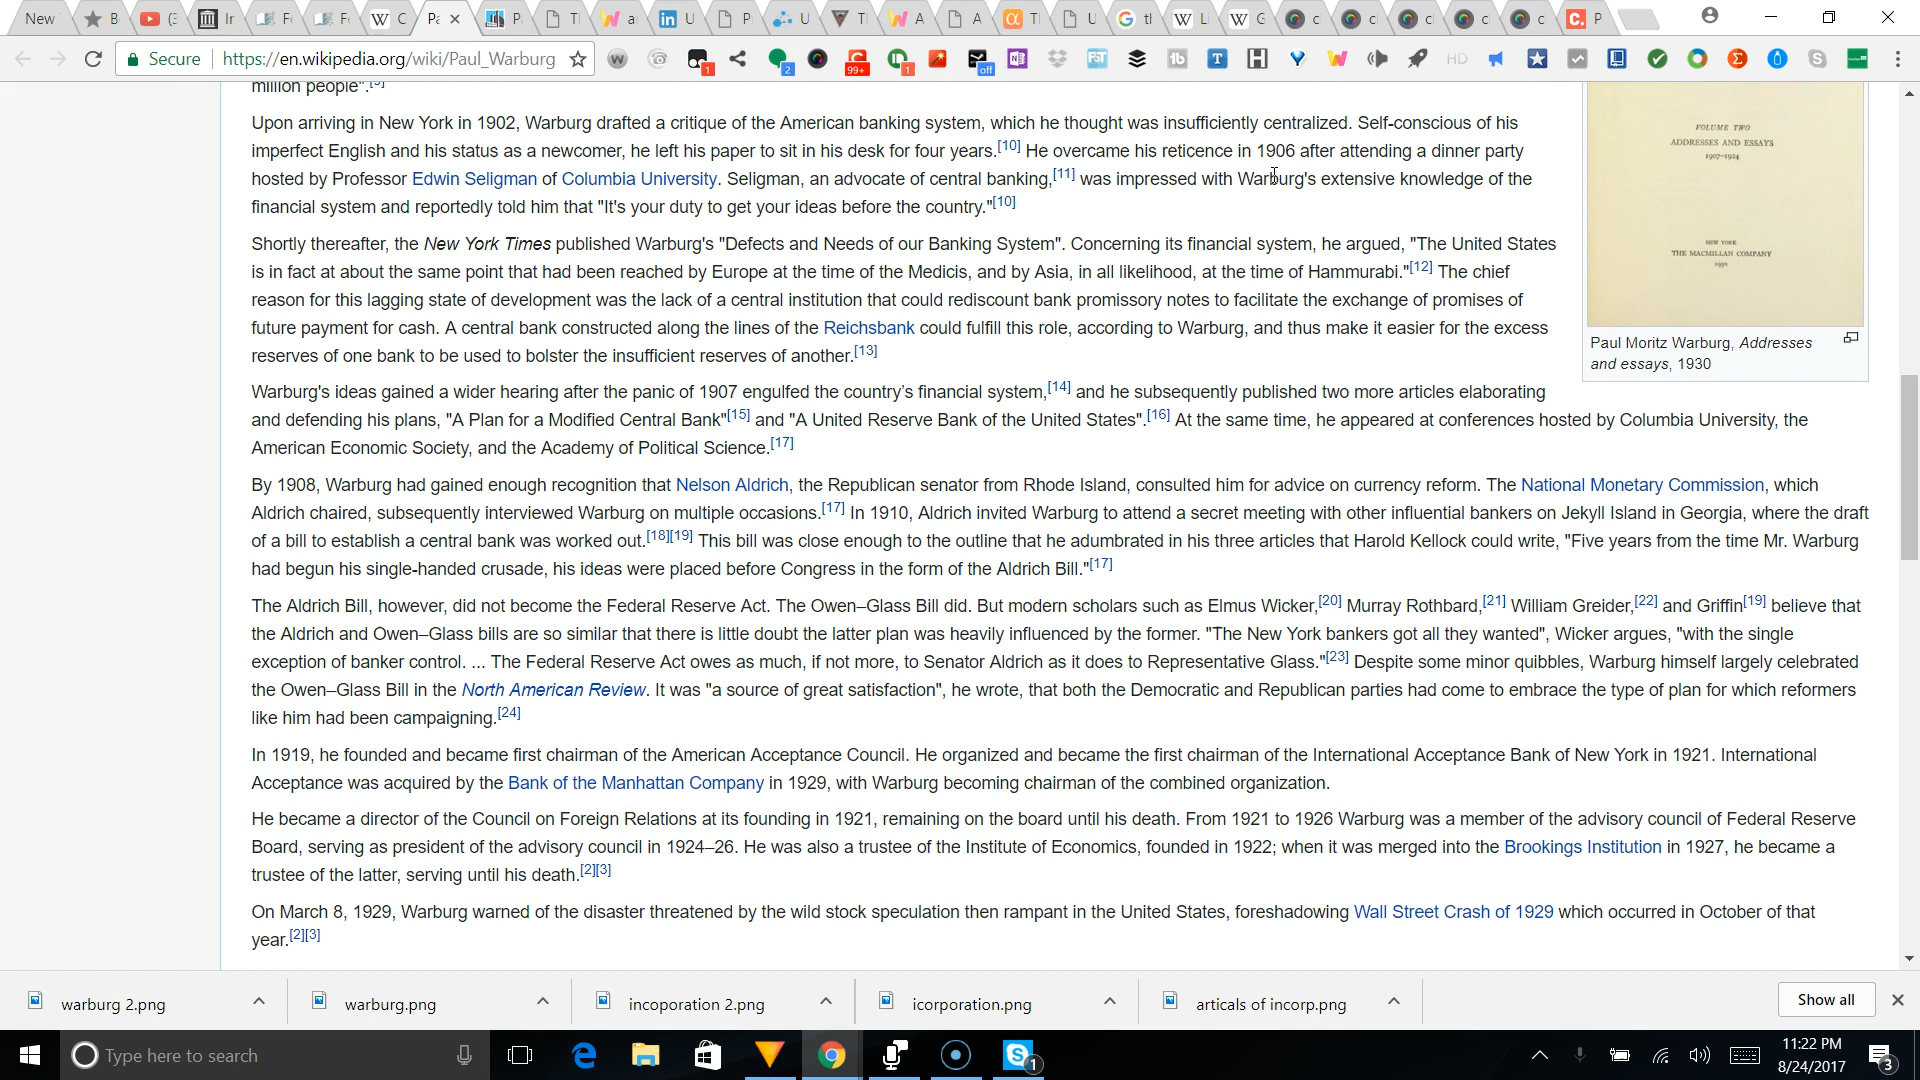 New
B
(3
Ir
F
F
C
Pa
P
T
a
U
P
U
T
A
A
T
U
tl
L
G
c
c
c
c
c
P
Secure
https://en.wikipedia.org/wiki/Paul_Warburg
1
2
99+
1
off
HD
million people".[9]
Upon arriving in New York in 1902, Warburg drafted a critique of the American banking system, which he thought was insufficiently centralized. Self-conscious of his
imperfect English and his status as a newcomer, he left his paper to sit in his desk for four years.[10] He overcame his reticence in 1906 after attending a dinner party
hosted by Professor Edwin Seligman of Columbia University. Seligman, an advocate of central banking,[11] was impressed with Warburg's extensive knowledge of the
financial system and reportedly told him that "It's your duty to get your ideas before the country."[10]
Shortly thereafter, the New York Times published Warburg's "Defects and Needs of our Banking System". Concerning its financial system, he argued, "The United States
is in fact at about the same point that had been reached by Europe at the time of the Medicis, and by Asia, in all likelihood, at the time of Hammurabi."[12] The chief
reason for this lagging state of development was the lack of a central institution that could rediscount bank promissory notes to facilitate the exchange of promises of
future payment for cash. A central bank constructed along the lines of the Reichsbank could fulfill this role, according to Warburg, and thus make it easier for the excess
reserves of one bank to be used to bolster the insufficient reserves of another.[13]
VOLUME TWO
ADDRESSES AND ESSAYS
1907-1924
NEW YORK
THE MACMILLAN COMPANY
1930
Paul Moritz Warburg, Addresses
and essays, 1930
Warburg's ideas gained a wider hearing after the panic of 1907 engulfed the country's financial system,[14] and he subsequently published two more articles elaborating
and defending his plans, "A Plan for a Modified Central Bank"[15] and "A United Reserve Bank of the United States".[16] At the same time, he appeared at conferences hosted by Columbia University, the
American Economic Society, and the Academy of Political Science.[17]
By 1908, Warburg had gained enough recognition that Nelson Aldrich, the Republican senator from Rhode Island, consulted him for advice on currency reform. The National Monetary Commission, which
Aldrich chaired, subsequently interviewed Warburg on multiple occasions.[17] In 1910, Aldrich invited Warburg to attend a secret meeting with other influential bankers on Jekyll Island in Georgia, where the draft
of a bill to establish a central bank was worked out.[18][19] This bill was close enough to the outline that he adumbrated in his three articles that Harold Kellock could write, "Five years from the time Mr. Warburg
had begun his single-handed crusade, his ideas were placed before Congress in the form of the Aldrich Bill."[17]
The Aldrich Bill, however, did not become the Federal Reserve Act. The Owen–Glass Bill did. But modern scholars such as Elmus Wicker,[20] Murray Rothbard,[21] William Greider,[22] and Griffin[19] believe that
the Aldrich and Owen–Glass bills are so similar that there is little doubt the latter plan was heavily influenced by the former. "The New York bankers got all they wanted", Wicker argues, "with the single
exception of banker control. ... The Federal Reserve Act owes as much, if not more, to Senator Aldrich as it does to Representative Glass."[23] Despite some minor quibbles, Warburg himself largely celebrated
the Owen–Glass Bill in the North American Review. It was "a source of great satisfaction", he wrote, that both the Democratic and Republican parties had come to embrace the type of plan for which reformers
like him had been campaigning.[24]
In 1919, he founded and became first chairman of the American Acceptance Council. He organized and became the first chairman of the International Acceptance Bank of New York in 1921. International
Acceptance was acquired by the Bank of the Manhattan Company in 1929, with Warburg becoming chairman of the combined organization.
He became a director of the Council on Foreign Relations at its founding in 1921, remaining on the board until his death. From 1921 to 1926 Warburg was a member of the advisory council of Federal Reserve
Board, serving as president of the advisory council in 1924–26. He was also a trustee of the Institute of Economics, founded in 1922; when it was merged into the Brookings Institution in 1927, he became a
trustee of the latter, serving until his death.[2][3]
On March 8, 1929, Warburg warned of the disaster threatened by the wild stock speculation then rampant in the United States, foreshadowing Wall Street Crash of 1929 which occurred in October of that
year.[2][3]
warburg 2.png
warburg.png
incoporation 2.png
icorporation.png
articals of incorp.png
Show all
Type here to search
1
11:22 PM
8/24/2017
3